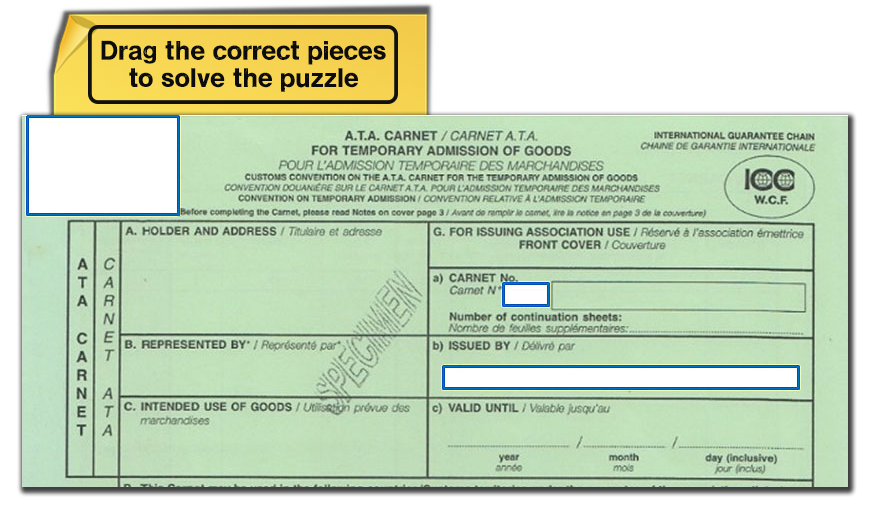 Drag the correct pieces
to solve the puzzle
A.T.A. CARNET / CARNET A.T.A.
FOR TEMPORARY ADMISSION OF GOODS
POUR L'ADMISSION TEMPORAIRE DES MARCHANDISES
CUSTOMS CONVENTION ON THE A.T.A. CARNET FOR THE TEMPORARY ADMISSION OF GOODS
CONVENTION DOUANIÈRE SUR LE CARNET A.T.A. POUR L'ADMISSION TEMPORAIRE DES MARCHANDISES
CONVENTION ON TEMPORARY ADMISSION / CONVENTION RELATIVE À L'ADMISSION TEMPORAIRE
(Before completing the Carnet, please read Notes on cover page 3 / Avant de remplir le carnet, lire la notice en page 3 de la couverture)
INTERNATIONAL GUARANTEE CHAIN
CHAINE DE GARANTIE INTERNATIONALE
ICC
W.C.F.
ATA CARNET
CARNET ATA
A. HOLDER AND ADDRESS / Titulaire et adresse
G. FOR ISSUING ASSOCIATION USE / Réservé à l'association émettrice
FRONT COVER / Couverture
a) CARNET No.
Carnet N°
Number of continuation sheets:
Nombre de feuilles supplémentaires:
SPECIMEN
B. REPRESENTED BY* / Représenté par*
b) ISSUED BY / Délivré par
C. INTENDED USE OF GOODS / Utilisation prévue des
marchandises
c) VALID UNTIL / Valable jusqu'au
/ /
year month day (inclusive)
année mois jour (inclus)